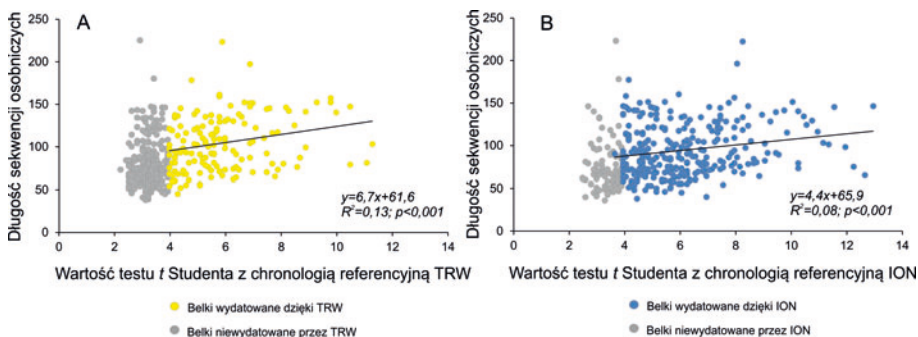 A
Długość sekwencji osobniczych
250
200
150
100
50
0
0 2 4 6 8 10 12 14
y=6,7x+61,6
R²=0,13; p<0,001
Wartość testu t Studenta z chronologią referencyjną TRW
Belki wydatowane dzięki TRW
Belki niewydatowane przez TRW
B
Długość sekwencji osobniczych
250
200
150
100
50
0
0 2 4 6 8 10 12 14
y=4,4x+65,9
R²=0,08; p<0,001
Wartość testu t Studenta z chronologią referencyjną ION
Belki wydatowane dzięki ION
Belki niewydatowane przez ION